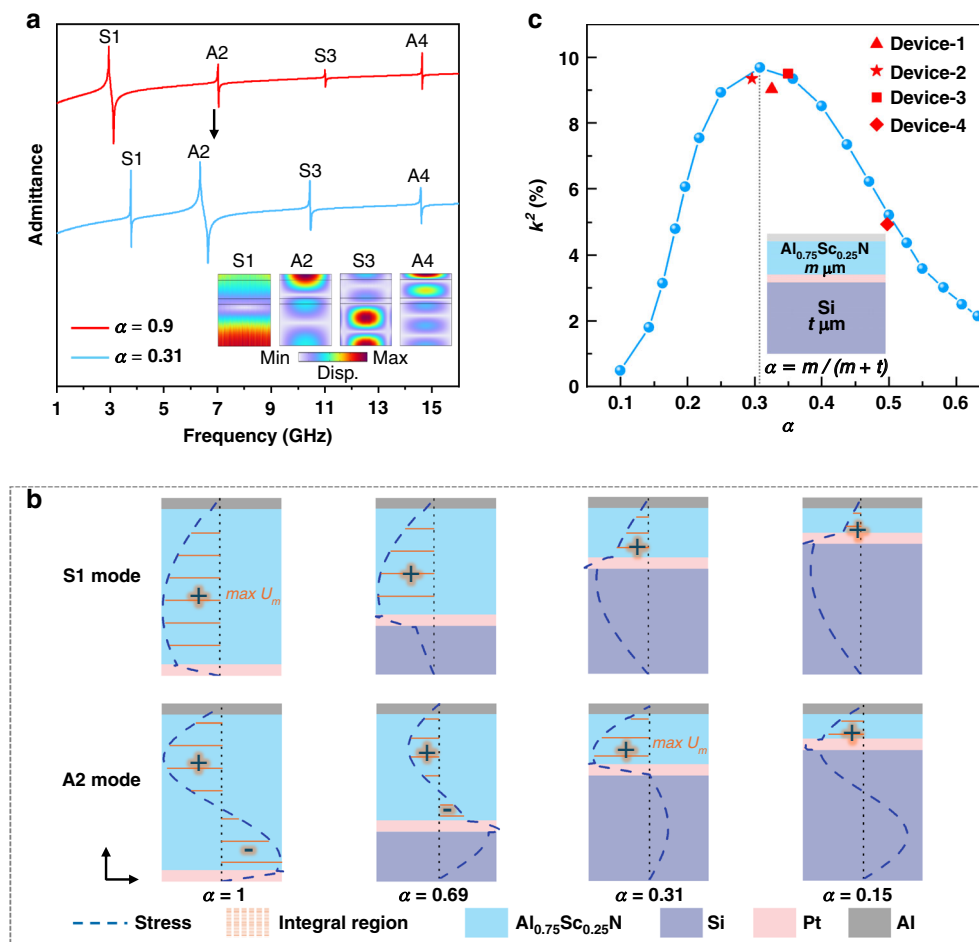 a
S1
A2
S3
A4
S1
A2
S3
A4
Admittance
S1 A2 S3 A4
α = 0.9
α = 0.31
Min Max
Disp.
1 3 5 7 9 11 13 15
Frequency (GHz)
c
Device-1
Device-2
Device-3
Device-4
k² (%)
10
8
6
4
2
0
Al₀.₇₅Sc₀.₂₅N
m μm
Si
t μm
α = m / (m + t)
0.1 0.2 0.3 0.4 0.5 0.6
α
b
S1 mode
+
max Uₘ
+
+
+
A2 mode
+
-
+
-
+
max Uₘ
+
α = 1
α = 0.69
α = 0.31
α = 0.15
Stress
Integral region
Al₀.₇₅Sc₀.₂₅N
Si
Pt
Al